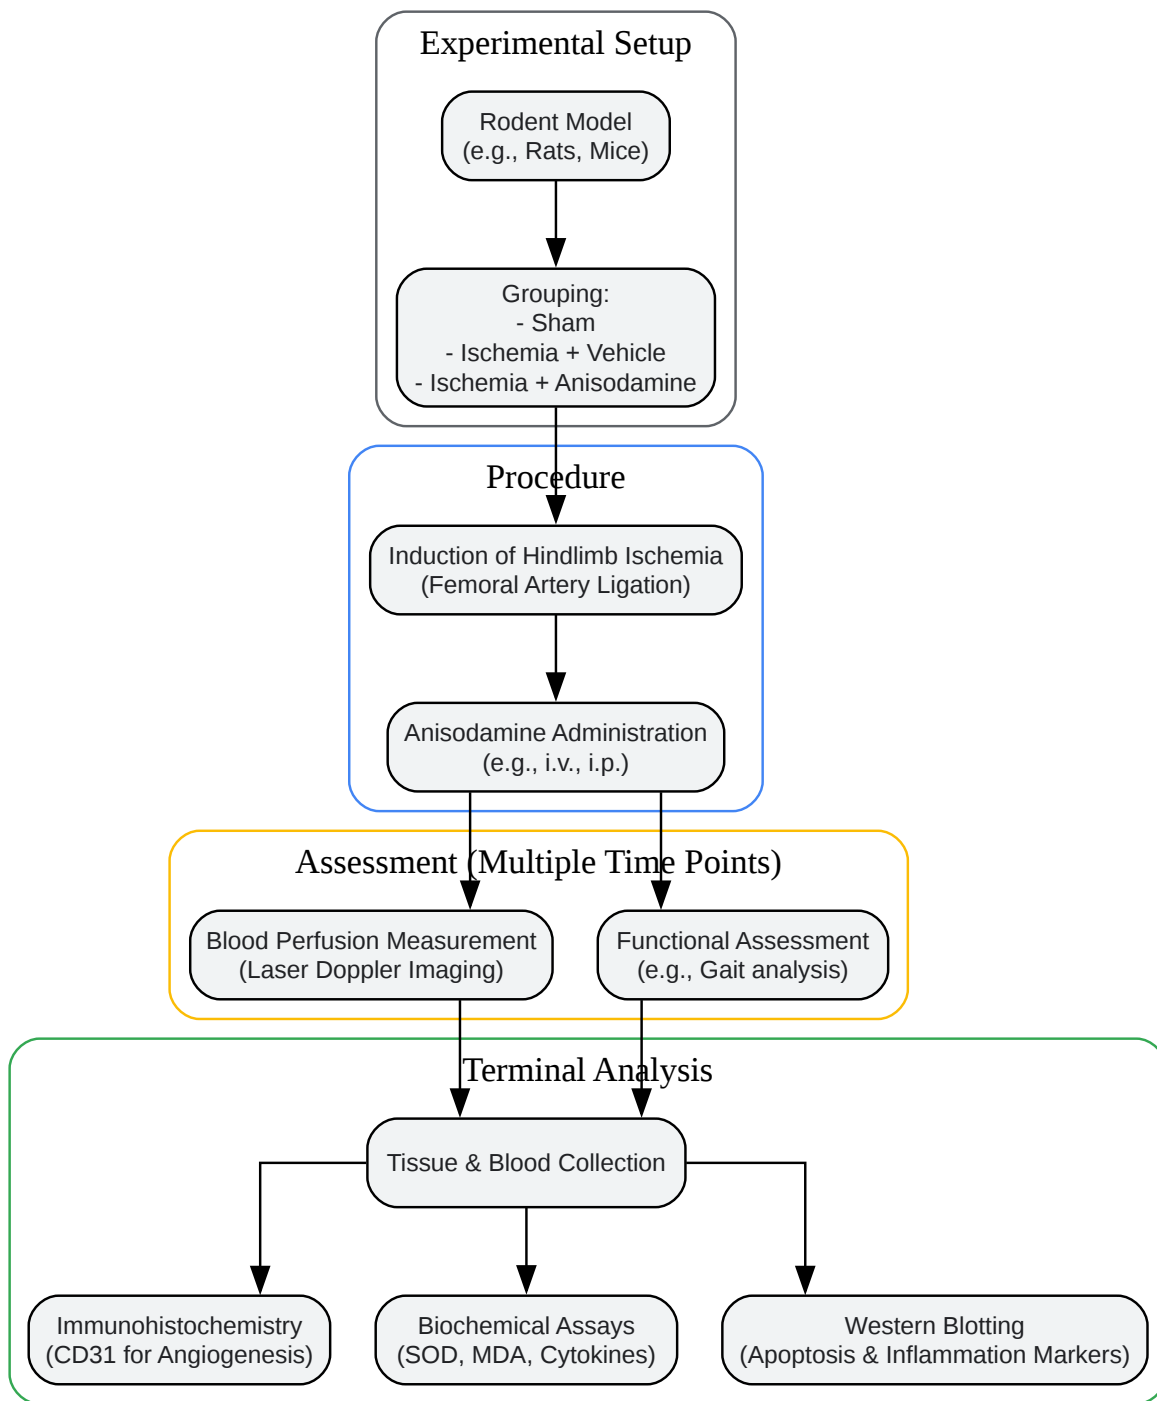 Experimental Setup
Rodent Model
(e.g., Rats, Mice)
Grouping:
- Sham
- Ischemia + Vehicle
- Ischemia + Anisodamine
Procedure
Induction of Hindlimb Ischemia
(Femoral Artery Ligation)
Anisodamine Administration
(e.g., i.v., i.p.)
Assessment (Multiple Time Points)
Blood Perfusion Measurement
(Laser Doppler Imaging)
Functional Assessment
(e.g., Gait analysis)
Terminal Analysis
Tissue & Blood Collection
Immunohistochemistry
(CD31 for Angiogenesis)
Biochemical Assays
(SOD, MDA, Cytokines)
Western Blotting
(Apoptosis & Inflammation Markers)